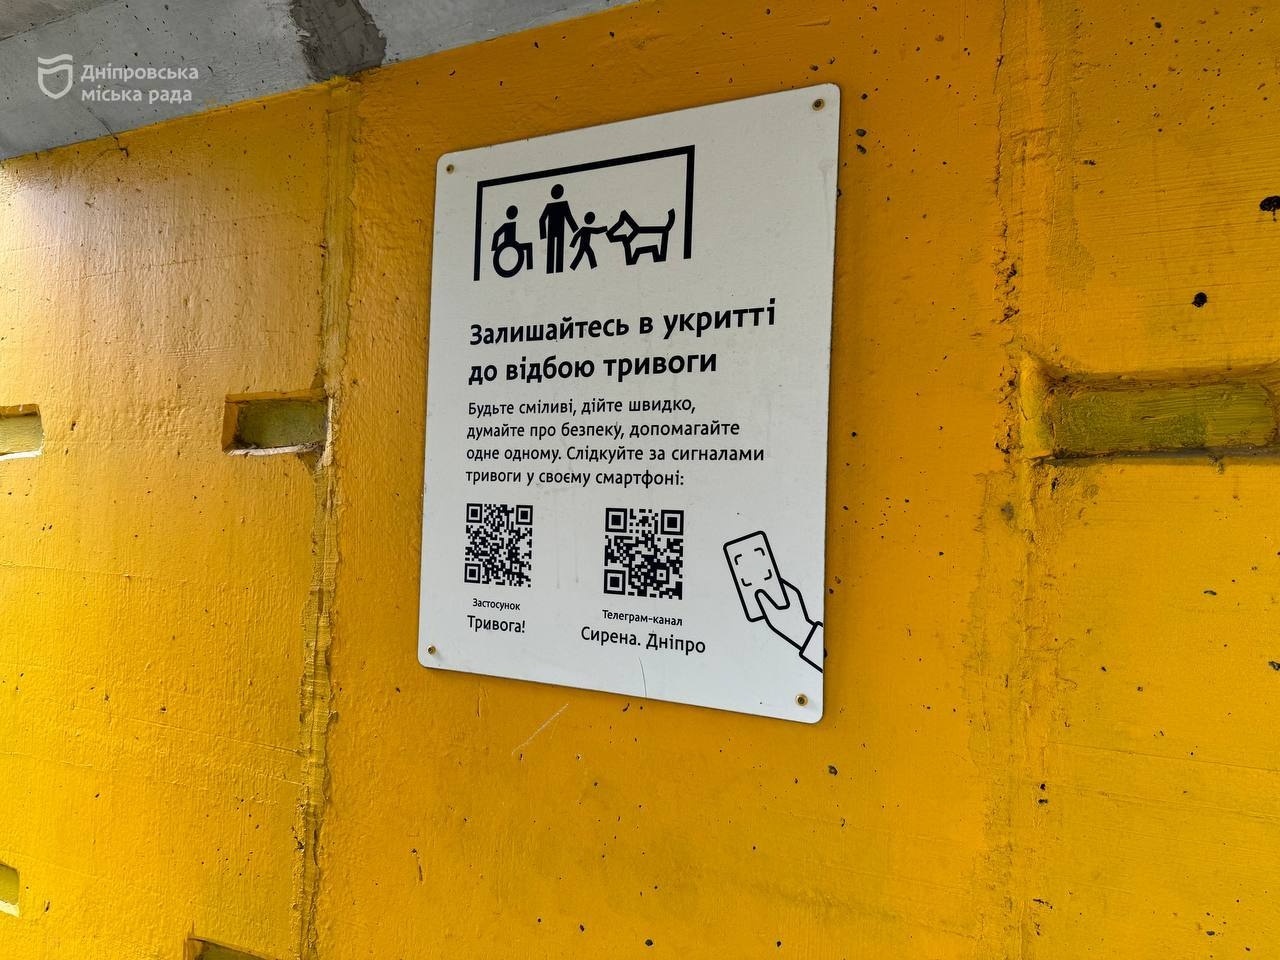 Дніпровська
міська рада
Залишайтесь в укритті
до відбою тривоги
Будьте сміливі, дійте швидко,
думайте про безпеку, допомагайте
одне одному. Слідкуйте за сигналами
тривоги у своєму смартфоні:
Застосунок
Тривога!
Телеграм-канал
Сирена. Дніпро